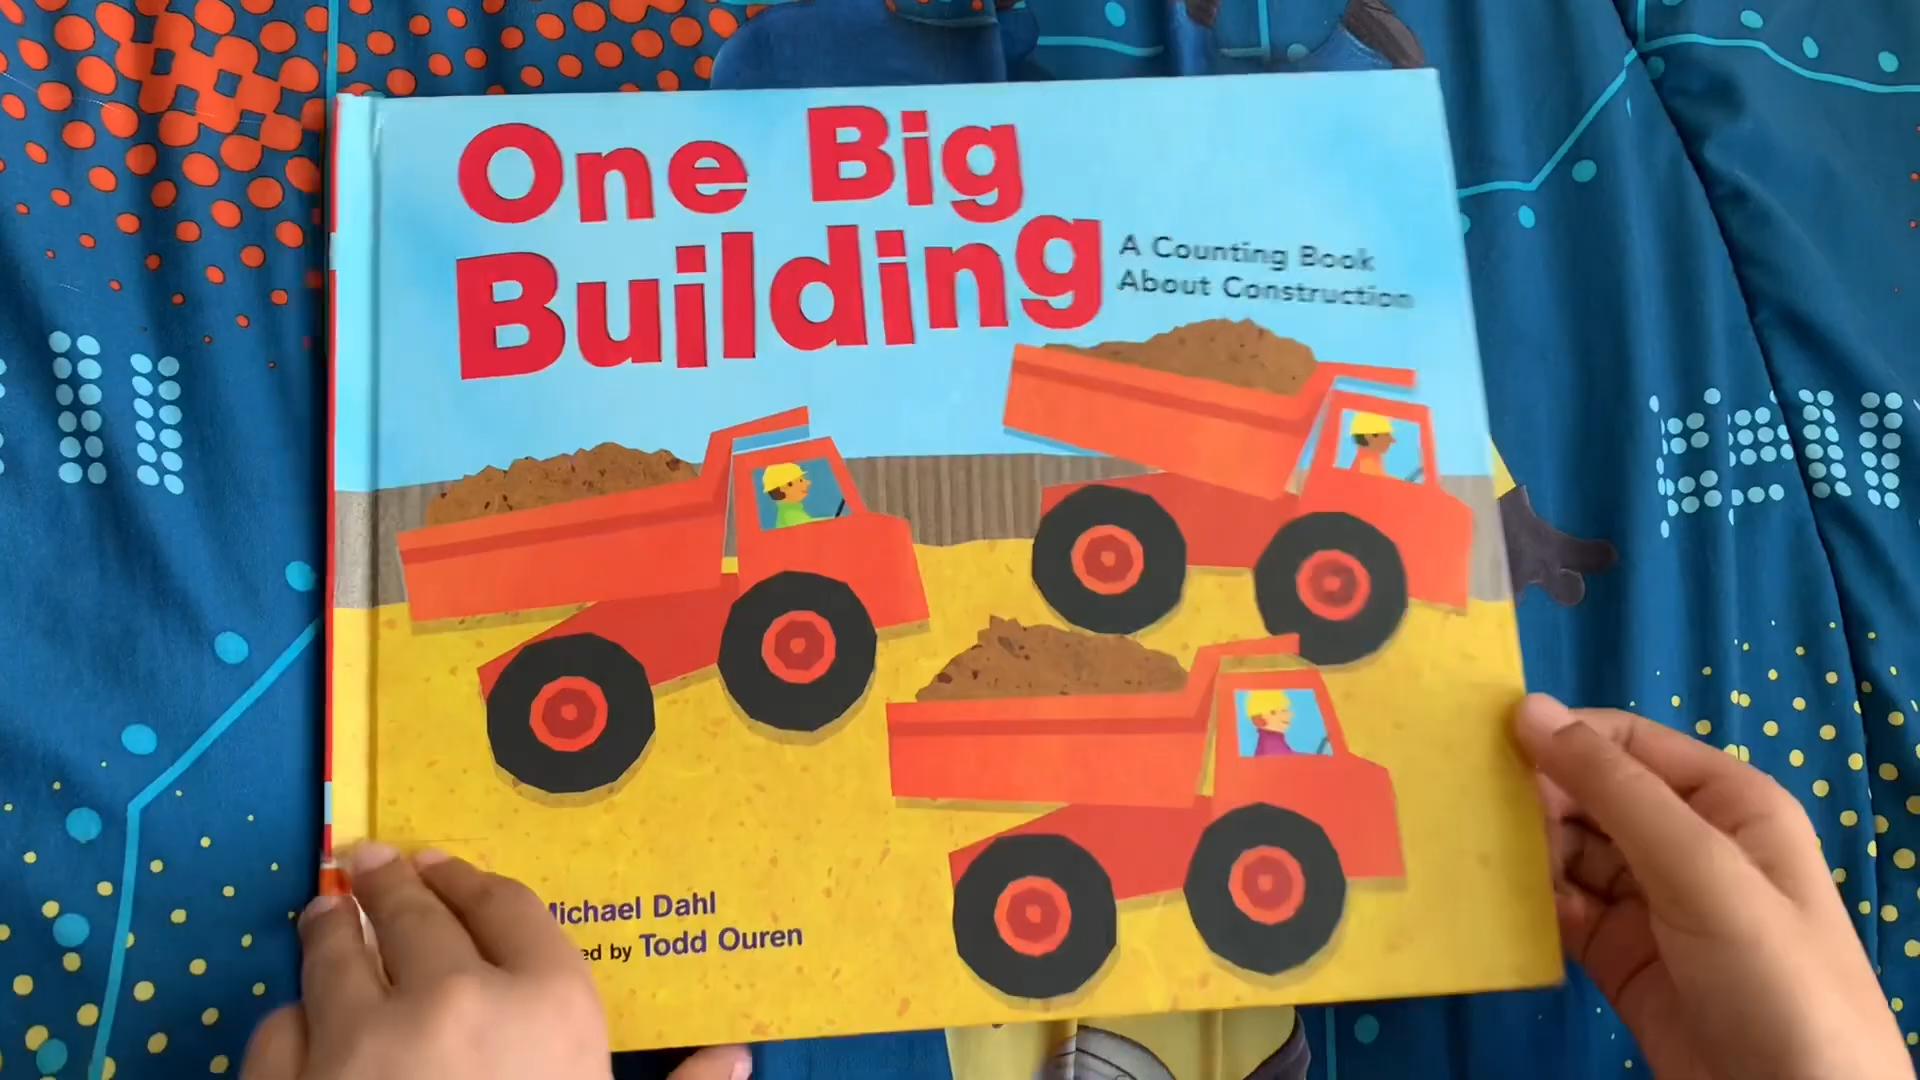 One Big
Building
A Counting Book
About Construction
Michael Dahl
ed by Todd Ouren